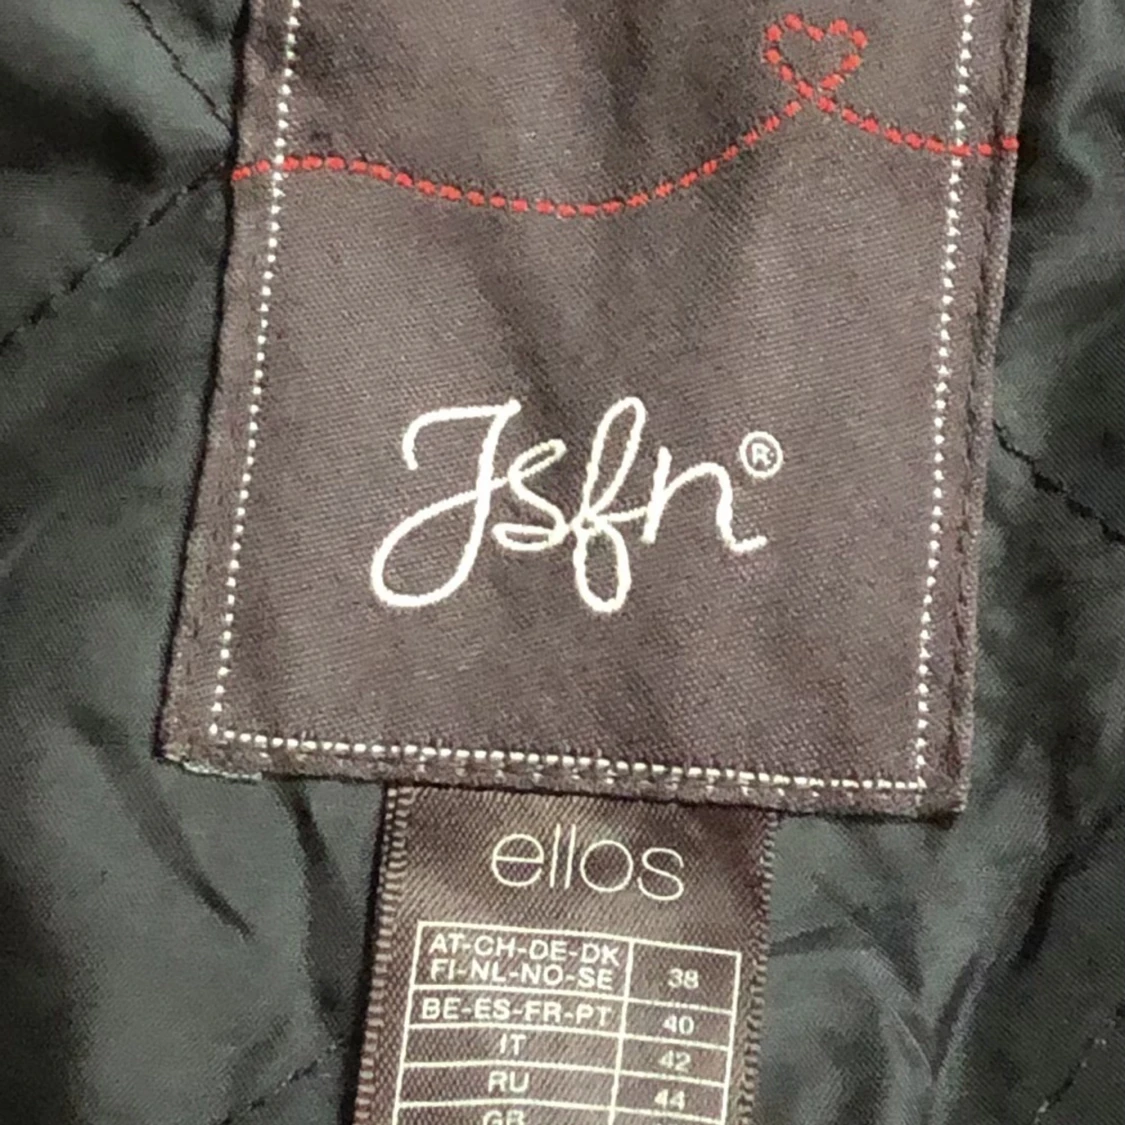 Jsfn®
ellos
AT-CH-DE-DK
FI-NL-NO-SE 38
BE-ES-FR-PT 40
IT 42
RU 44
GB